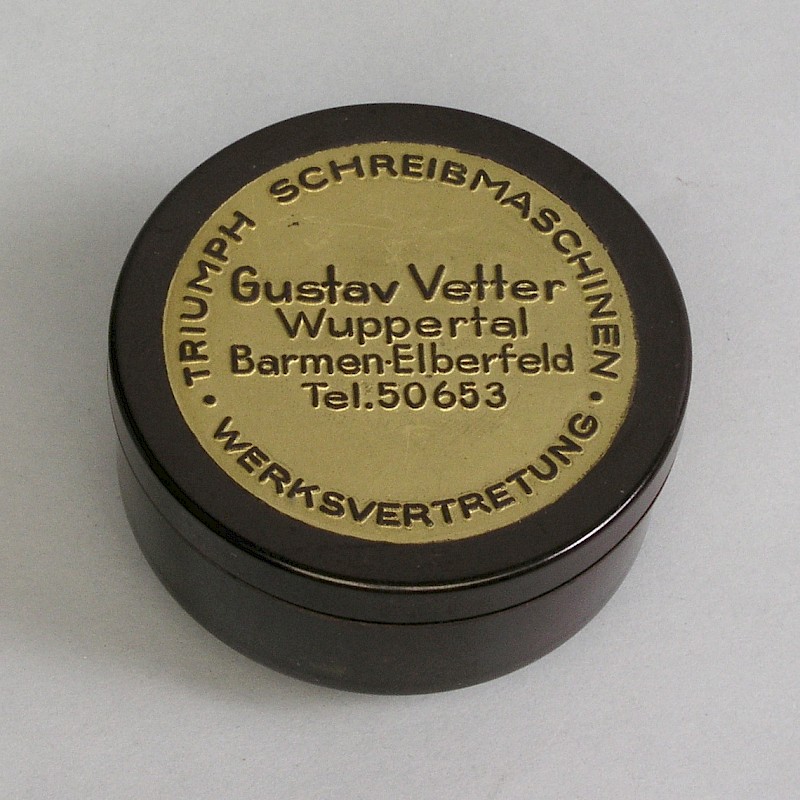 TRIUMPH SCHREIBMASCHINEN
Gustav Vetter
Wuppertal
Barmen-Elberfeld
Tel.50653
• WERKSVERTRETUNG •